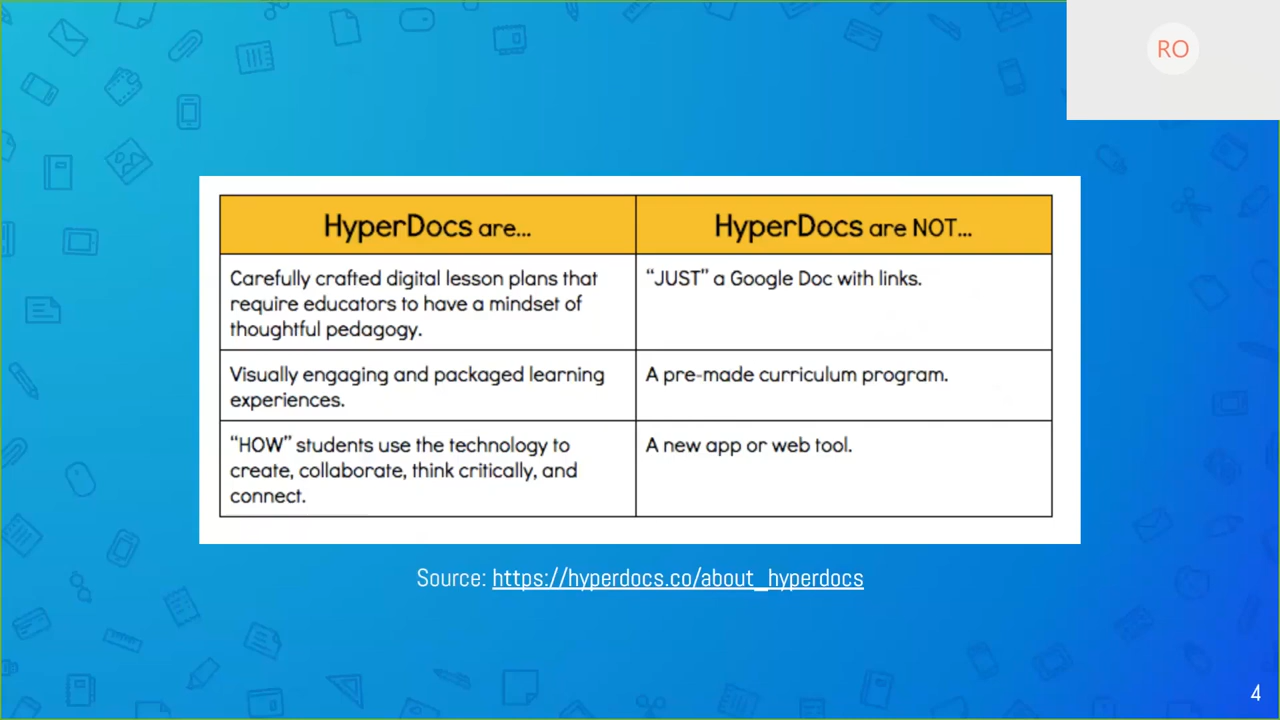 RO
HyperDocs are...
HyperDocs are NOT...
Carefully crafted digital lesson plans that
require educators to have a mindset of
thoughtful pedagogy.
“JUST” a Google Doc with links.
Visually engaging and packaged learning
experiences.
A pre-made curriculum program.
“HOW” students use the technology to
create, collaborate, think critically, and
connect.
A new app or web tool.
Source: https://hyperdocs.co/about_hyperdocs
4